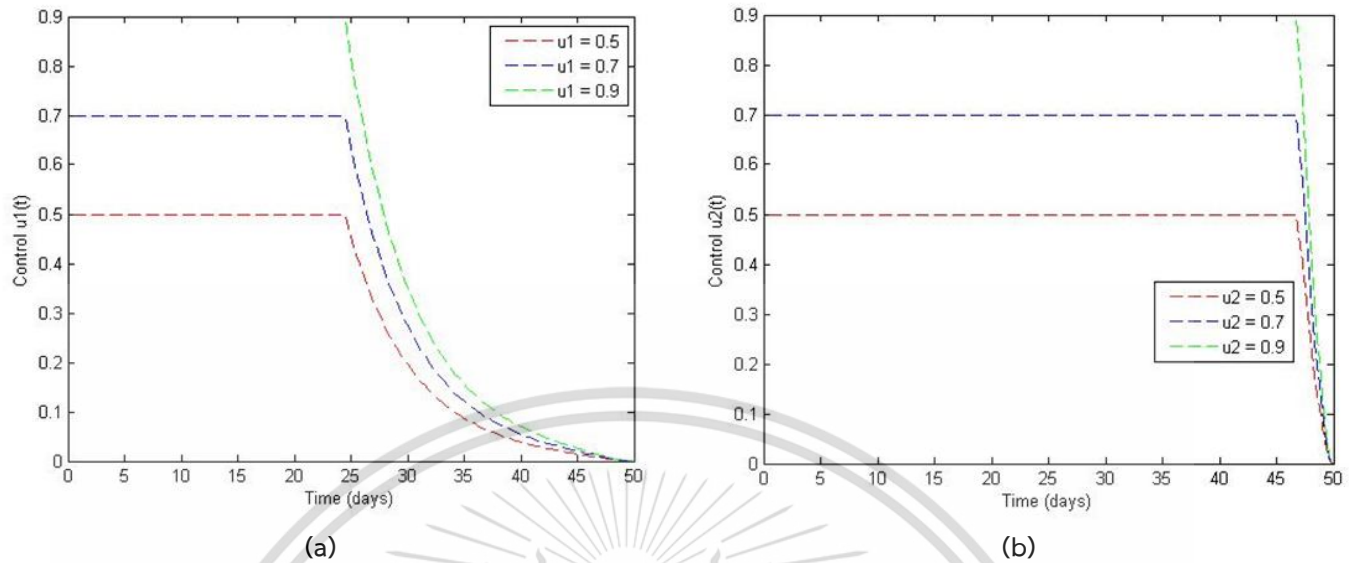 0.9
0.8
0.7
0.6
0.5
0.4
0.3
0.2
0.1
0
Control u1(t)
0 5 10 15 20 25 30 35 40 45 50
Time (days)
u1 = 0.5
u1 = 0.7
u1 = 0.9
(a)
0.9
0.8
0.7
0.6
0.5
0.4
0.3
0.2
0.1
0
Control u2(t)
0 5 10 15 20 25 30 35 40 45 50
Time (days)
u2 = 0.5
u2 = 0.7
u2 = 0.9
(b)